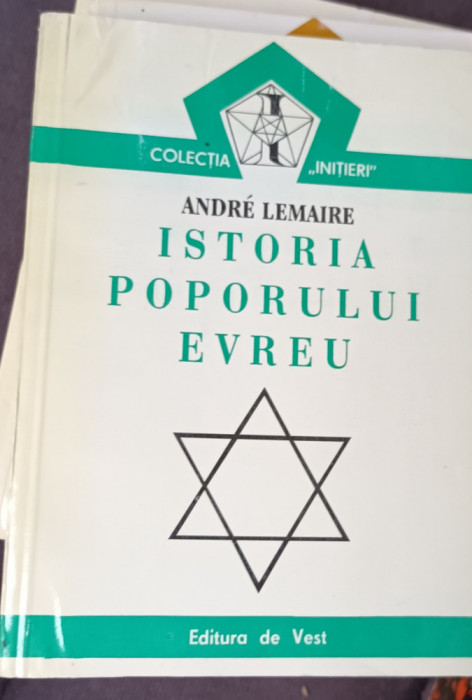 COLECȚIA „INIȚIERI”
ANDRÉ LEMAIRE
ISTORIA
POPORULUI
EVREU
Editura de Vest